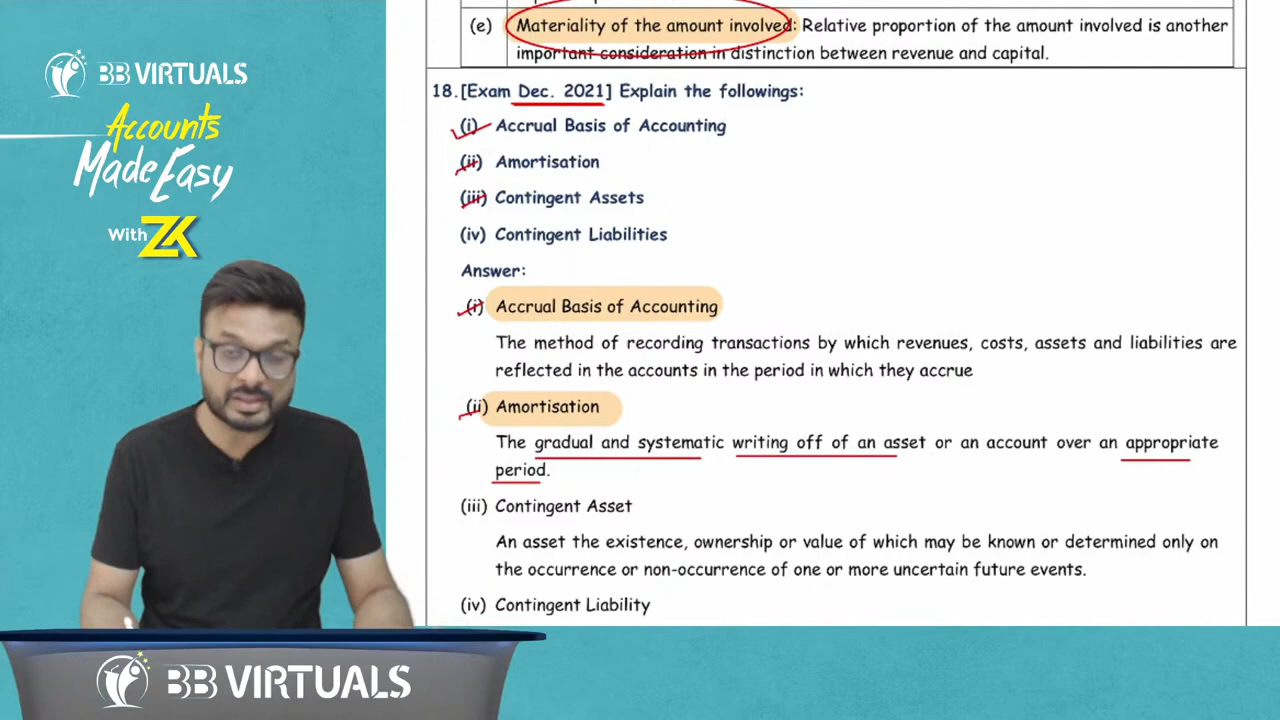 BB VIRTUALS
Accounts
Made Easy
With ZK
(e) Materiality of the amount involved: Relative proportion of the amount involved is another
important consideration in distinction between revenue and capital.
18.[Exam Dec. 2021] Explain the followings:
(i) Accrual Basis of Accounting
(ii) Amortisation
(iii) Contingent Assets
(iv) Contingent Liabilities
Answer:
(i) Accrual Basis of Accounting
The method of recording transactions by which revenues, costs, assets and liabilities are
reflected in the accounts in the period in which they accrue
(ii) Amortisation
The gradual and systematic writing off of an asset or an account over an appropriate
period.
(iii) Contingent Asset
An asset the existence, ownership or value of which may be known or determined only on
the occurrence or non-occurrence of one or more uncertain future events.
(iv) Contingent Liability
BB VIRTUALS